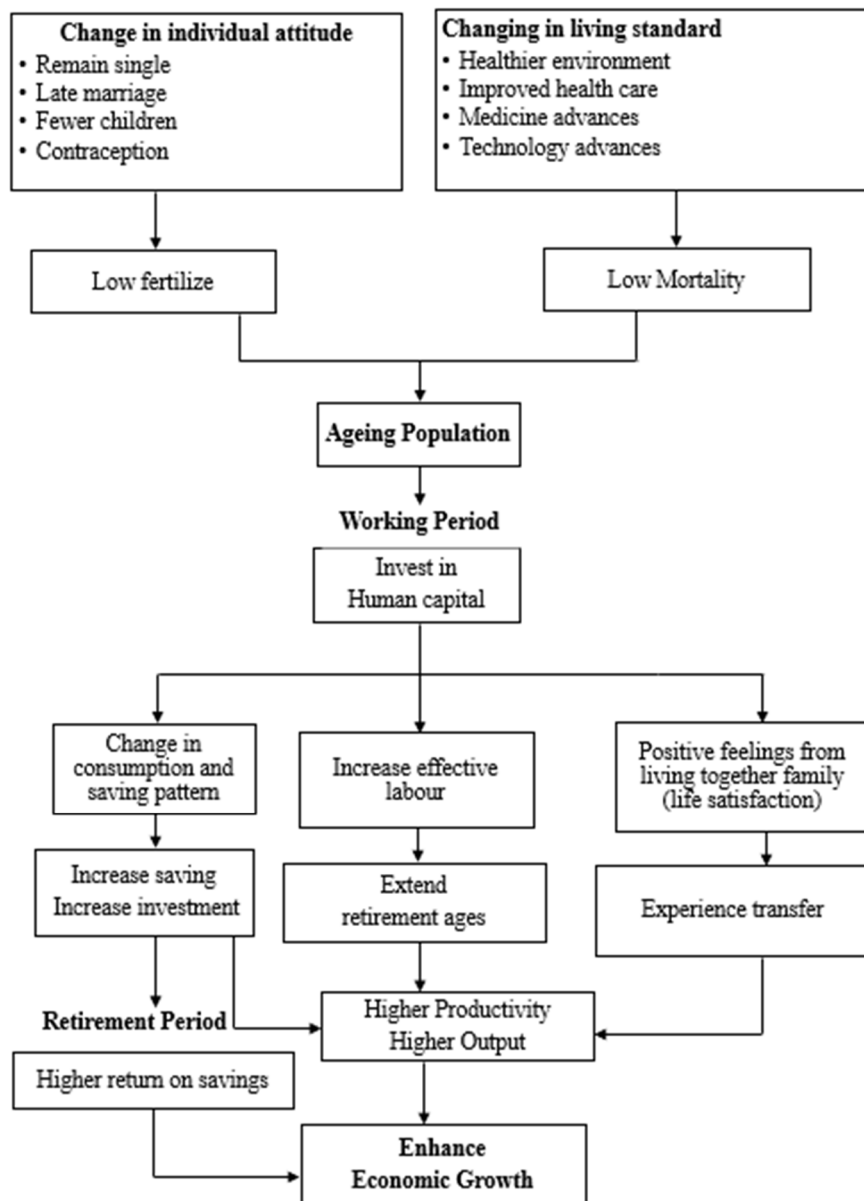 Change in individual attitude
• Remain single
• Late marriage
• Fewer children
• Contraception
Changing in living standard
• Healthier environment
• Improved health care
• Medicine advances
• Technology advances
Low fertilize
Low Mortality
Ageing Population
Working Period
Invest in
Human capital
Change in
consumption and
saving pattern
Increase effective
labour
Positive feelings from
living together family
(life satisfaction)
Increase saving
Increase investment
Extend
retirement ages
Experience transfer
Retirement Period
Higher Productivity
Higher Output
Higher return on savings
Enhance
Economic Growth